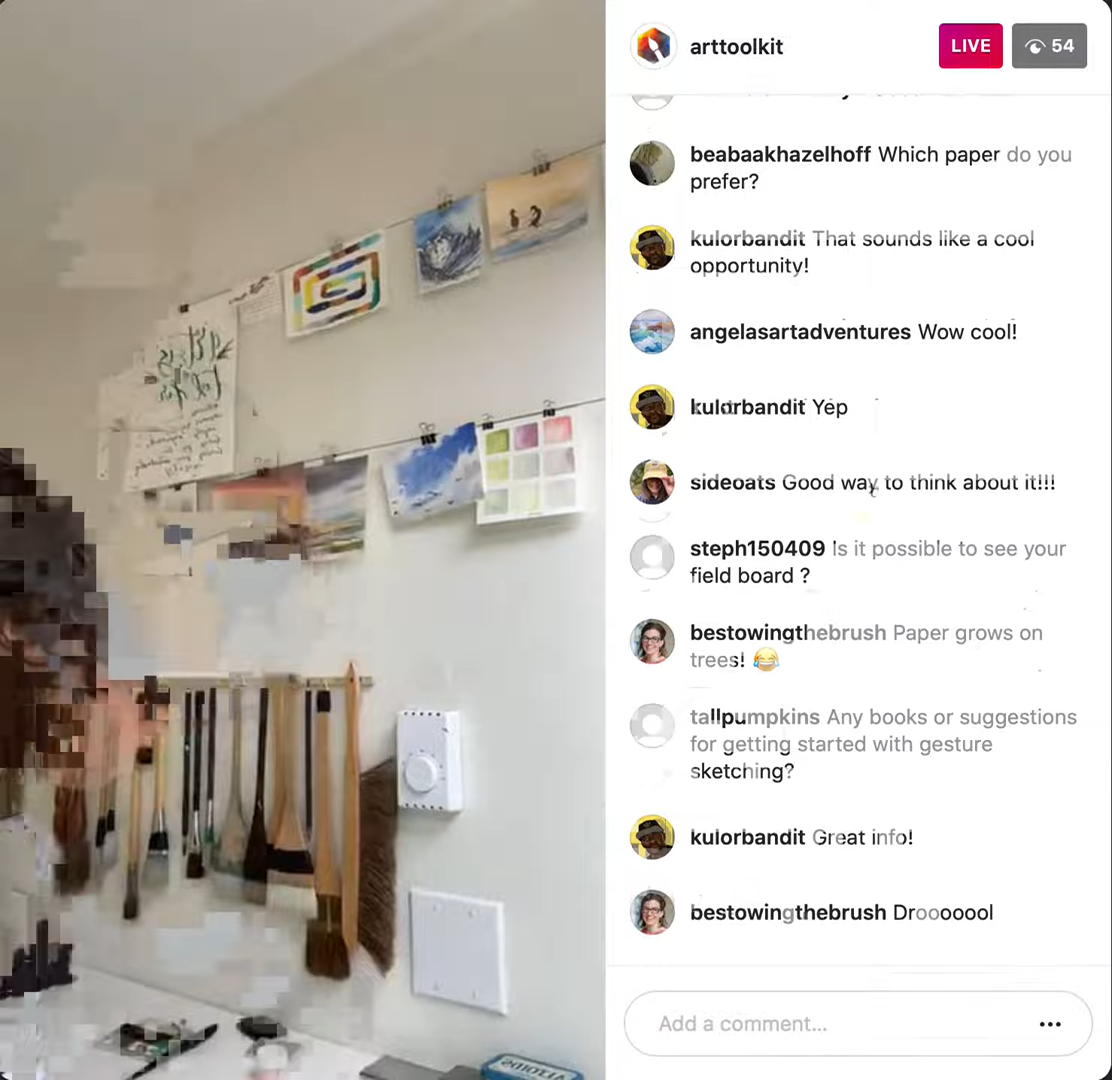 arttoolkit
LIVE
54
beabaakhazelhoff Which paper do you
prefer?
kulorbandit That sounds like a cool
opportunity!
angelasartadventures Wow cool!
kulorbandit Yep
sideoats Good way to think about it!!!
steph150409 Is it possible to see your
field board ?
bestowingthebrush Paper grows on
trees! 😂
tallpumpkins Any books or suggestions
for getting started with gesture
sketching?
kulorbandit Great info!
bestowingthebrush Drooooool
Add a comment...
ALTOIDS